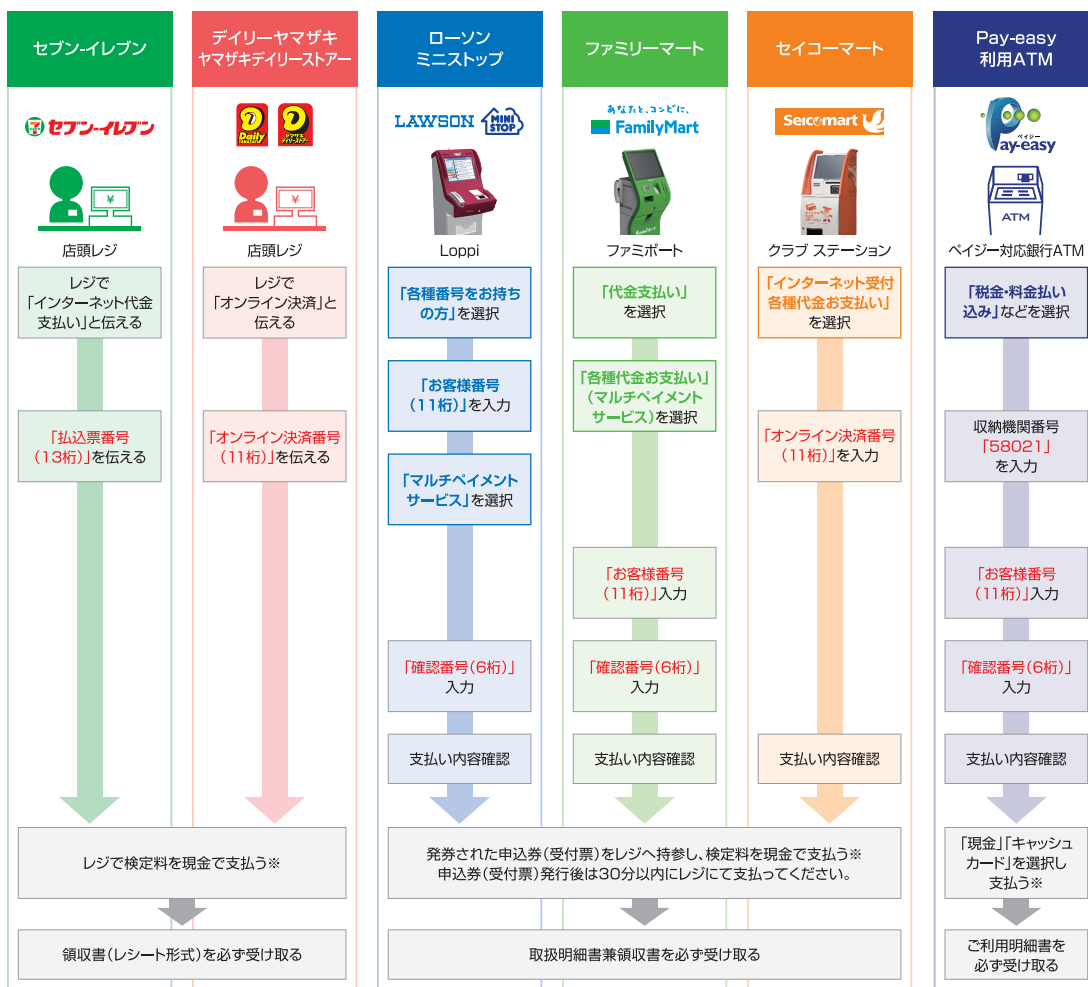 セブン-イレブン
デイリーヤマザキ
ヤマザキデイリーストアー
ローソン
ミニストップ
ファミリーマート
セイコーマート
Pay-easy
利用ATM
セブン-イレブン
Daily
ヤマザキ
デイリーストアー
LAWSON
MINI
STOP
あなたと、コンビに、
FamilyMart
Seicomart
ペイジー
Pay-easy
¥
¥
ATM
店頭レジ
店頭レジ
Loppi
ファミポート
クラブ ステーション
ペイジー対応銀行ATM
レジで
「インターネット代金
支払い」と伝える
「払込票番号
(13桁)」を伝える
レジで
「オンライン決済」と
伝える
「オンライン決済番号
(11桁)」を伝える
「各種番号をお持ち
の方」を選択
「お客様番号
(11桁)」を入力
「マルチペイメント
サービス」を選択
「確認番号(6桁)」
入力
支払い内容確認
「代金支払い」
を選択
「各種代金お支払い」
(マルチペイメント
サービス)を選択
「お客様番号
(11桁)」入力
「確認番号(6桁)」
入力
支払い内容確認
「インターネット受付
各種代金お支払い」
を選択
「オンライン決済番号
(11桁)」を入力
支払い内容確認
「税金・料金払い
込み」などを選択
収納機関番号
「58021」
を入力
「お客様番号
(11桁)」入力
「確認番号(6桁)」
入力
支払い内容確認
レジで検定料を現金で支払う※
発券された申込券(受付票)をレジへ持参し、検定料を現金で支払う※
申込券(受付票)発行後は30分以内にレジにて支払ってください。
「現金」「キャッシュ
カード」を選択し
支払う※
領収書(レシート形式)を必ず受け取る
取扱明細書兼領収書を必ず受け取る
ご利用明細書を
必ず受け取る